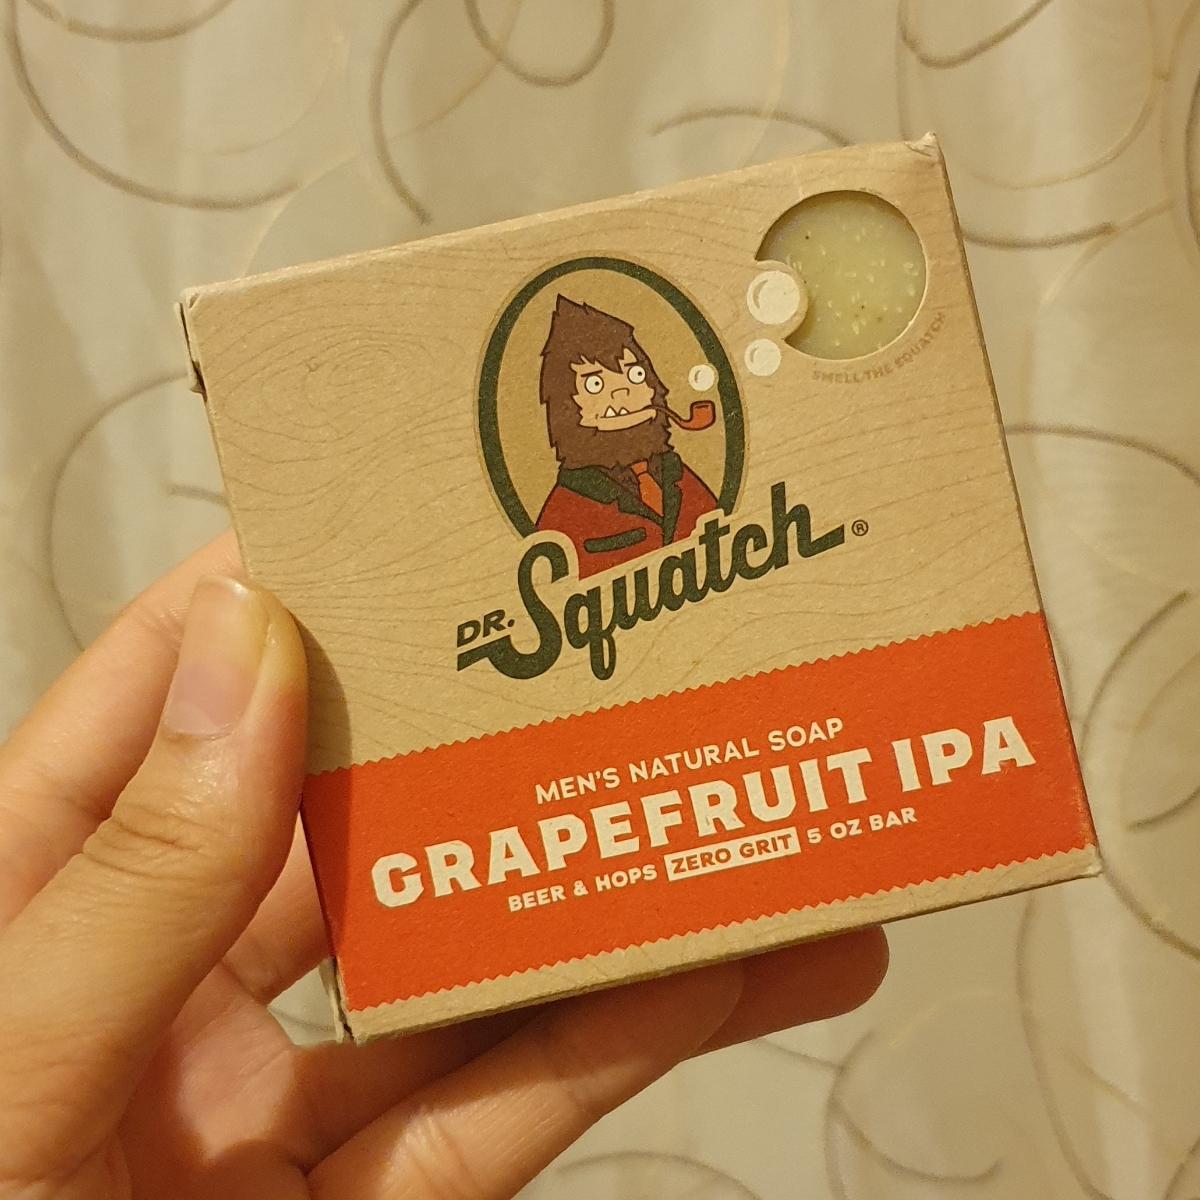 SMELL THE SQUATCH
DR. Squatch®
MEN'S NATURAL SOAP
GRAPEFRUIT IPA
BEER & HOPS ZERO GRIT 5 OZ BAR